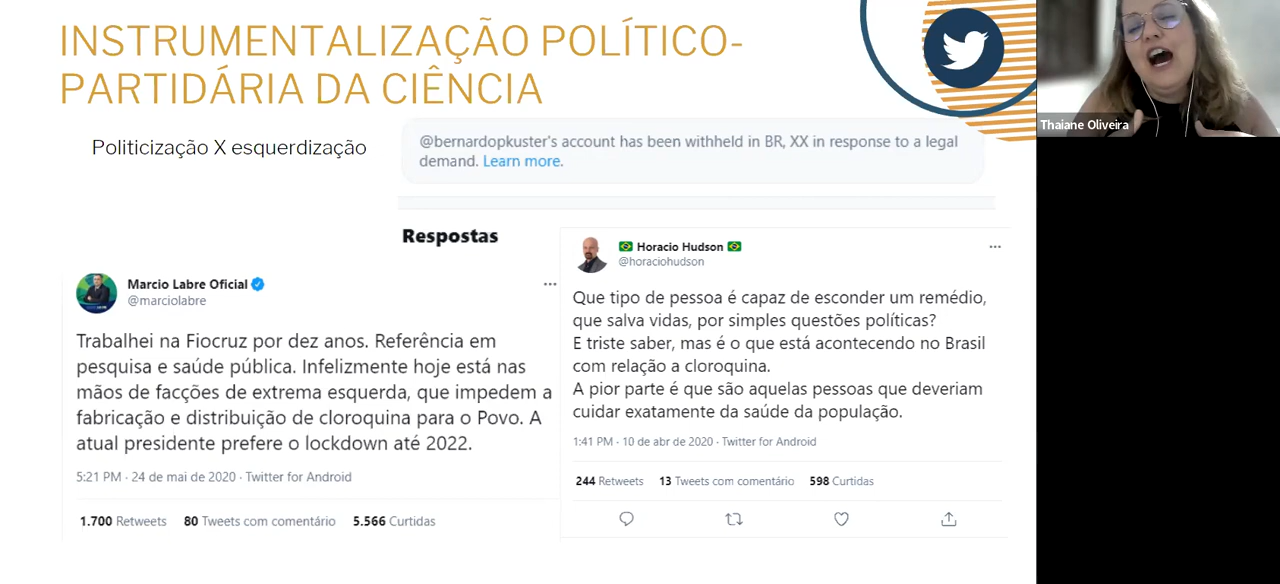 INSTRUMENTALIZAÇÃO POLÍTICO-
PARTIDÁRIA DA CIÊNCIA
Politicização X esquerdização
@bernardopkuster's account has been withheld in BR, XX in response to a legal
demand. Learn more.
Respostas
Marcio Labre Oficial
@marciolabre
Trabalhei na Fiocruz por dez anos. Referência em
pesquisa e saúde pública. Infelizmente hoje está nas
mãos de facções de extrema esquerda, que impedem a
fabricação e distribuição de cloroquina para o Povo. A
atual presidente prefere o lockdown até 2022.
5:21 PM · 24 de mai de 2020 · Twitter for Android
1.700 Retweets 80 Tweets com comentário 5.566 Curtidas
Horacio Hudson
@horaciohudson
Que tipo de pessoa é capaz de esconder um remédio,
que salva vidas, por simples questões políticas?
E triste saber, mas é o que está acontecendo no Brasil
com relação a cloroquina.
A pior parte é que são aquelas pessoas que deveriam
cuidar exatamente da saúde da população.
1:41 PM · 10 de abr de 2020 · Twitter for Android
244 Retweets 13 Tweets com comentário 598 Curtidas
Thaiane Oliveira